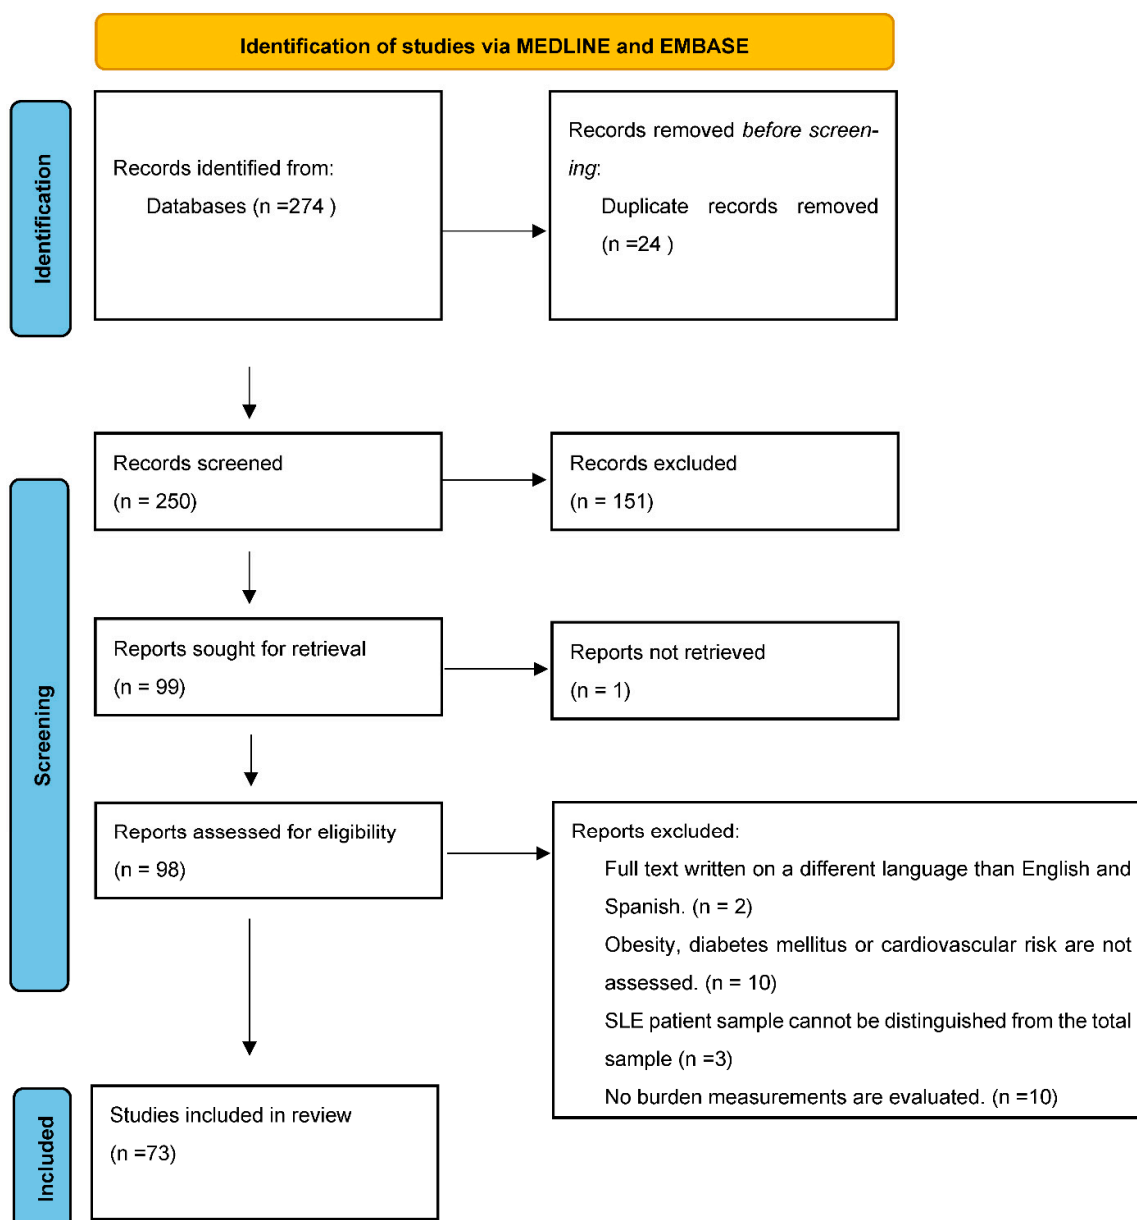 Identification of studies via MEDLINE and EMBASE
Identification
Records identified from:
Databases (n =274 )
Records removed before screen-
ing:
Duplicate records removed
(n =24 )
Screening
Records screened
(n = 250)
Records excluded
(n = 151)
Reports sought for retrieval
(n = 99)
Reports not retrieved
(n = 1)
Reports assessed for eligibility
(n = 98)
Reports excluded:
Full text written on a different language than English and
Spanish. (n = 2)
Obesity, diabetes mellitus or cardiovascular risk are not
assessed. (n = 10)
SLE patient sample cannot be distinguished from the total
sample (n =3)
No burden measurements are evaluated. (n =10)
Included
Studies included in review
(n =73)